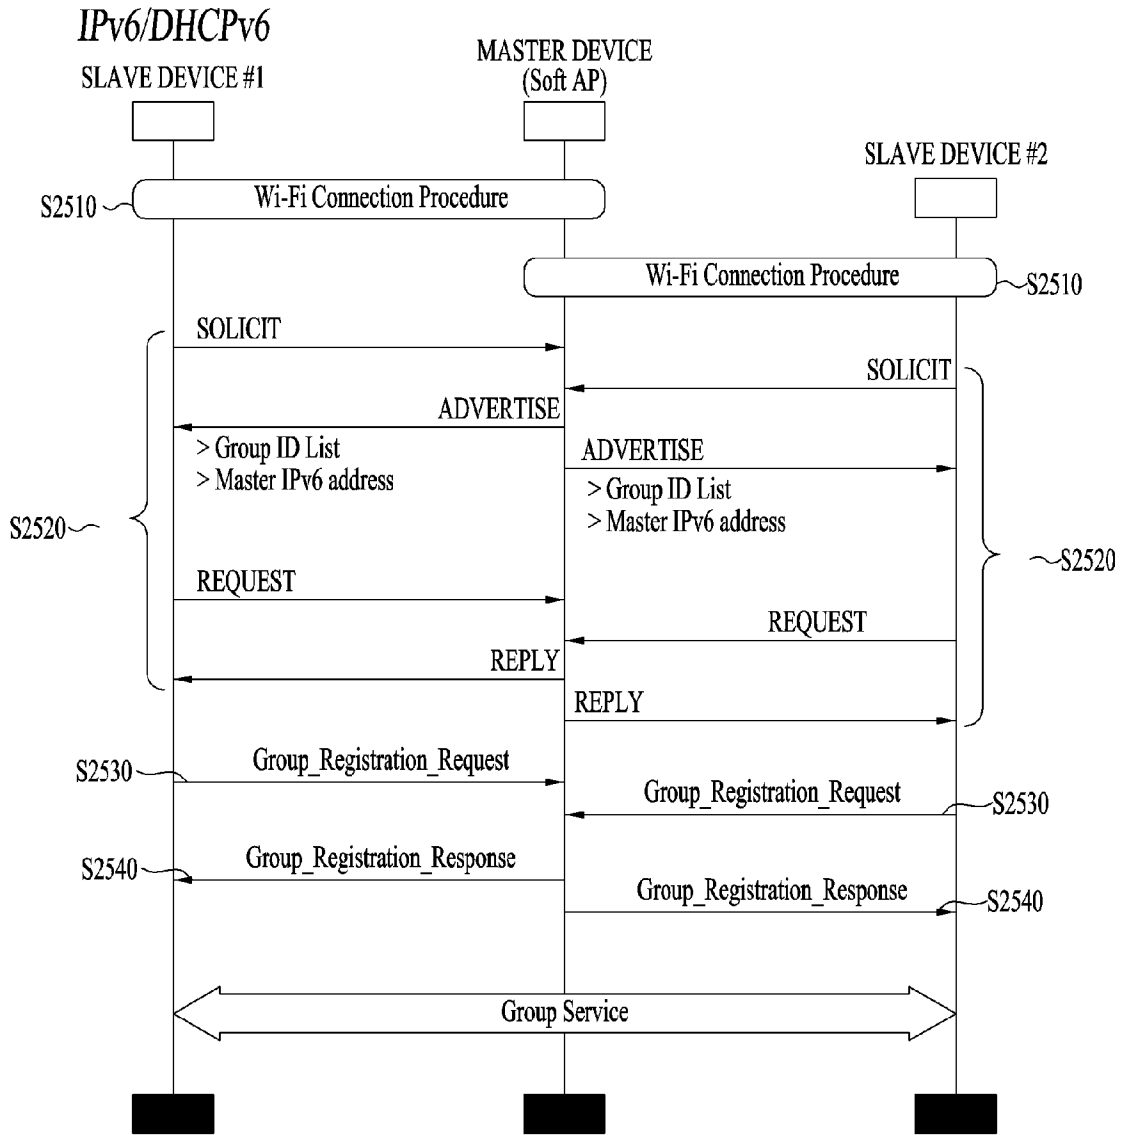 IPv6/DHCPv6
SLAVE DEVICE #1
MASTER DEVICE
(Soft AP)
SLAVE DEVICE #2
Wi-Fi Connection Procedure
S2510
Wi-Fi Connection Procedure
S2510
SOLICIT
SOLICIT
ADVERTISE
> Group ID List
> Master IPv6 address
ADVERTISE
> Group ID List
> Master IPv6 address
S2520
S2520
REQUEST
REQUEST
REPLY
REPLY
Group_Registration_Request
S2530
Group_Registration_Request
S2530
Group_Registration_Response
S2540
Group_Registration_Response
S2540
Group Service